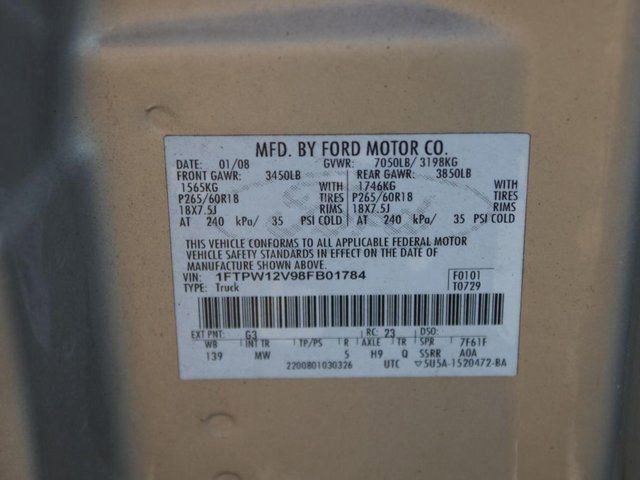 MFD. BY FORD MOTOR CO.
DATE: 01/08 GVWR: 7050LB/ 3198KG
FRONT GAWR: 3450LB REAR GAWR: 3850LB
1565KG WITH 1746KG WITH
P265/60R18 TIRES P265/60R18 TIRES
18X7.5J RIMS 18X7.5J RIMS
AT 240 kPa/ 35 PSI COLD AT 240 kPa/ 35 PSI COLD
THIS VEHICLE CONFORMS TO ALL APPLICABLE FEDERAL MOTOR
VEHICLE SAFETY STANDARDS IN EFFECT ON THE DATE OF
MANUFACTURE SHOWN ABOVE.
VIN: 1FTPW12V98FB01784 F0101
TYPE: Truck T0729
EXT PNT: G3 RC: 23 DSO:
WB INT TR TP/PS R AXLE TR SPR 7F61F
139 MW 5 H9 Q SSRR A0A
2200801030326 UTC ▽5U5A-1520472-BA